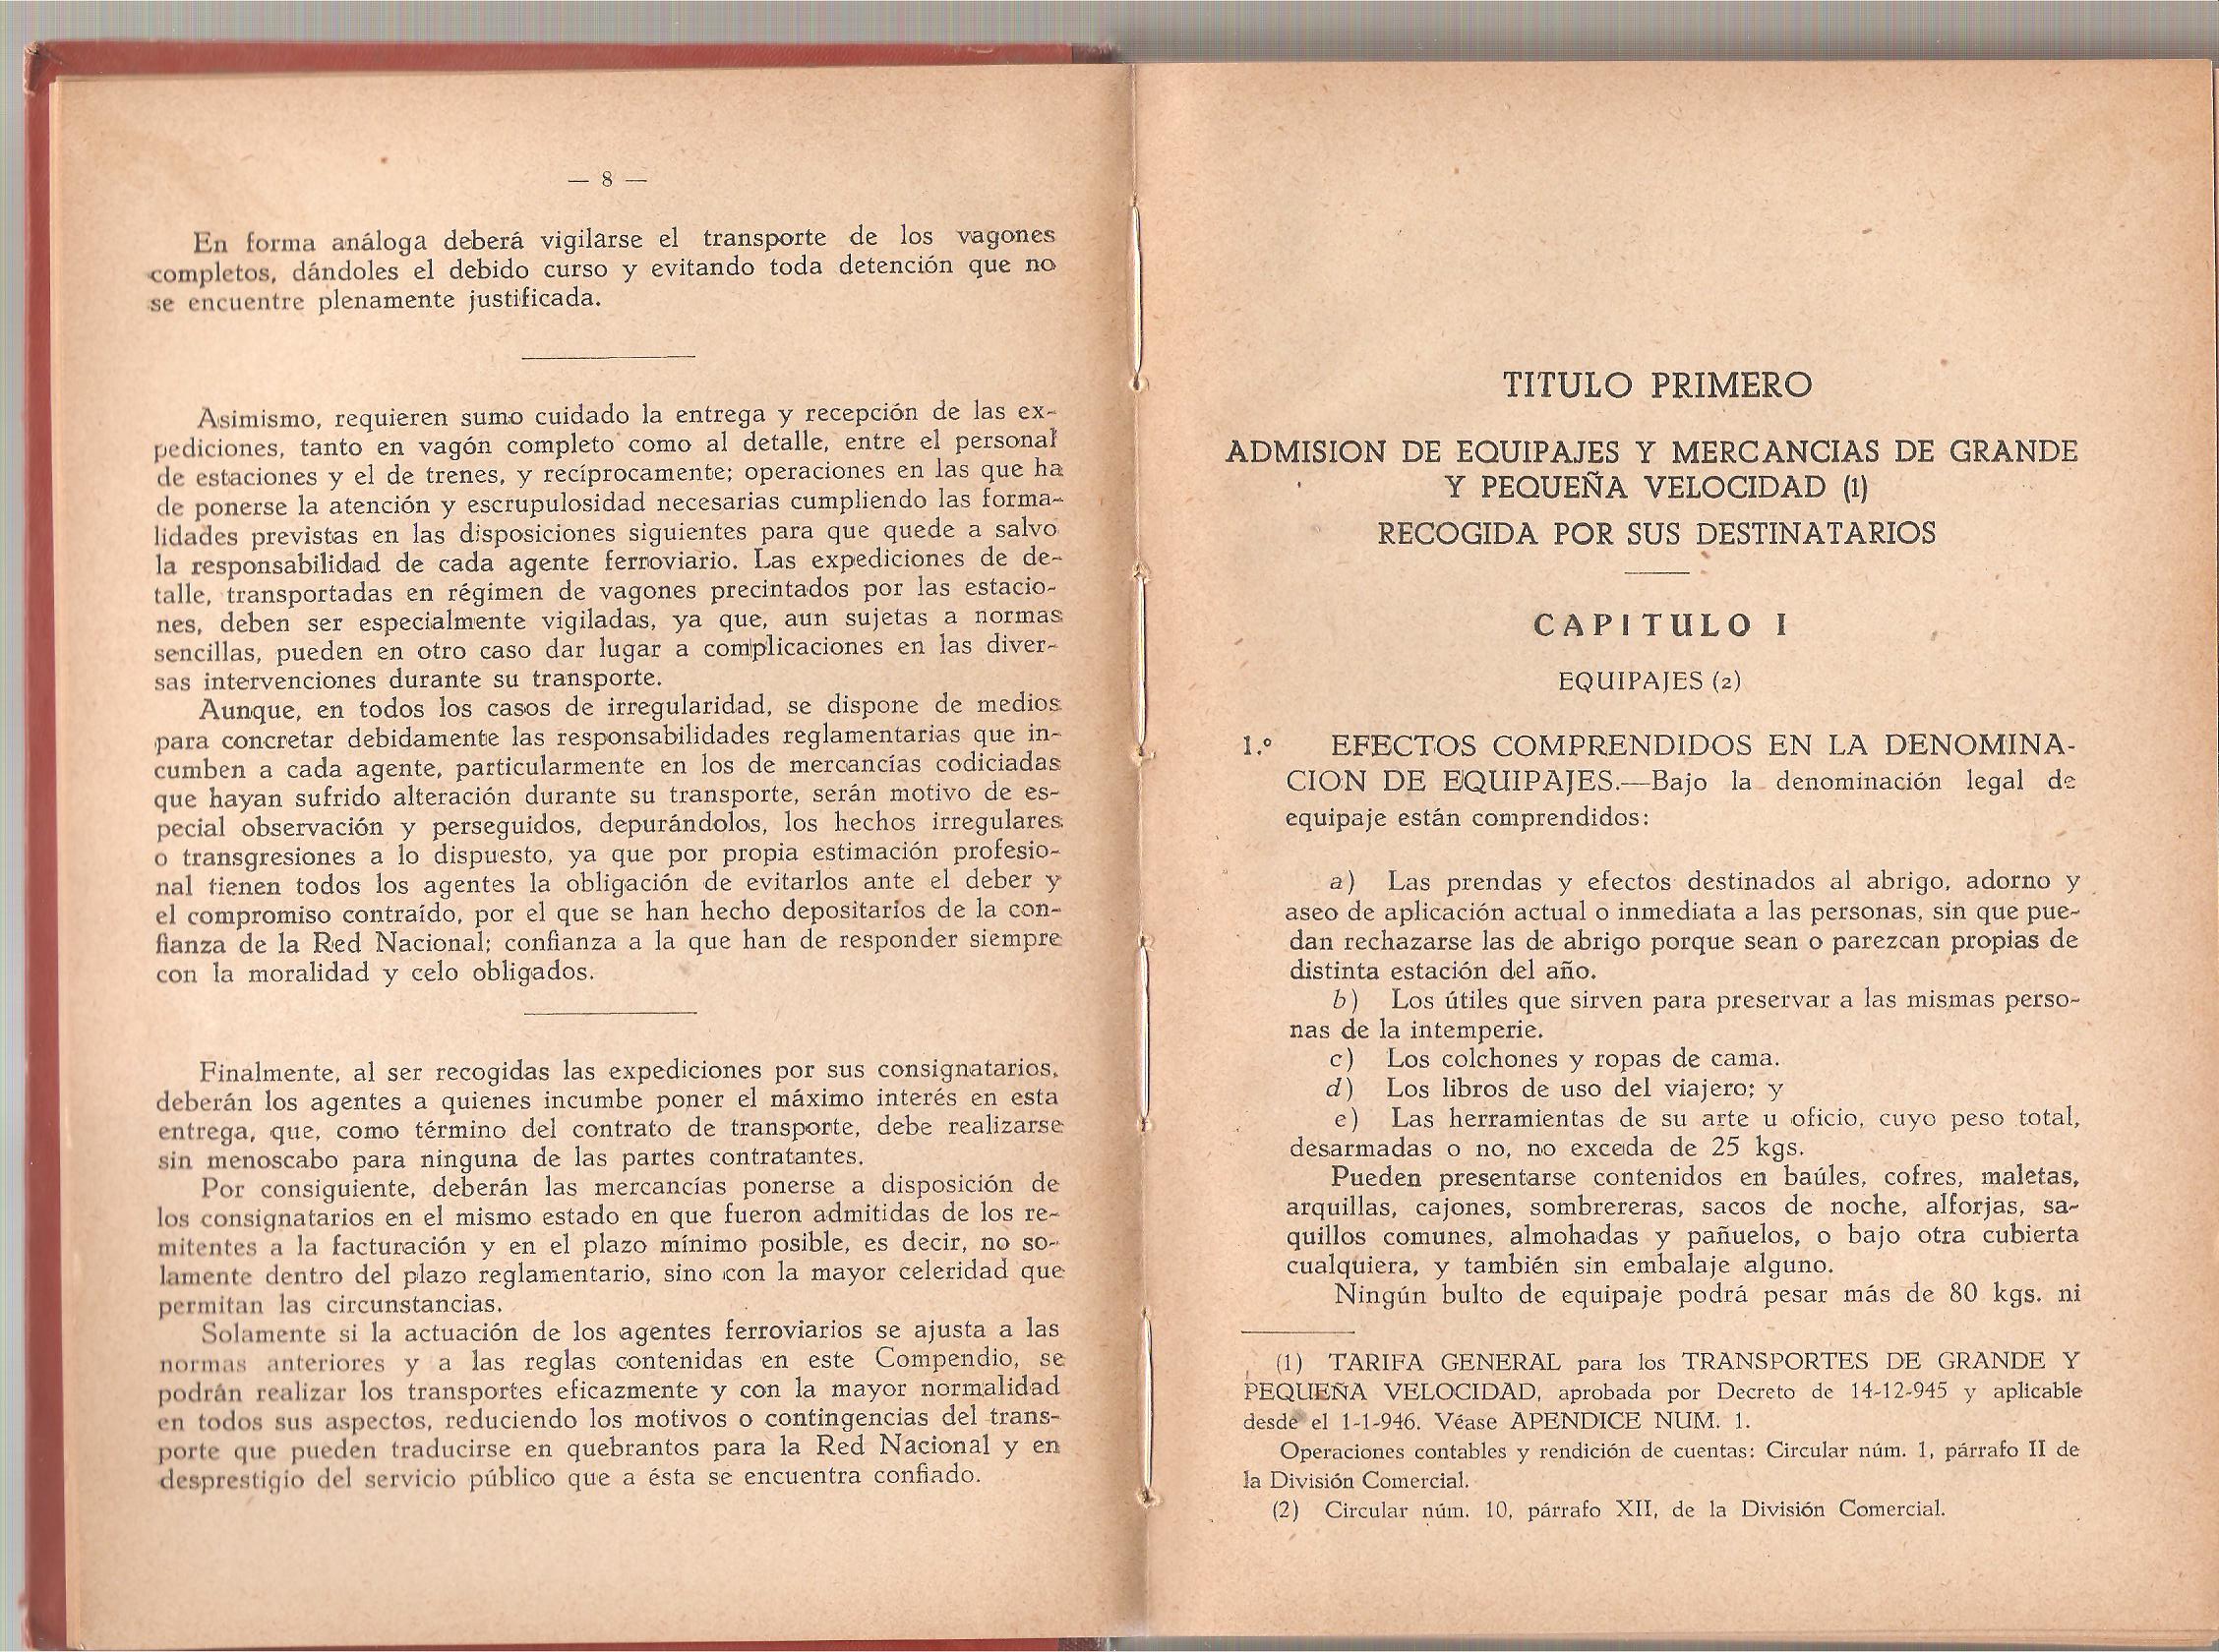 — 8 —
En forma análoga deberá vigilarse el transporte de los vagones
completos, dándoles el debido curso y evitando toda detención que no
se encuentre plenamente justificada.
Asimismo, requieren sumo cuidado la entrega y recepción de las ex-
pediciones, tanto en vagón completo como al detalle, entre el personal
de estaciones y el de trenes, y recíprocamente; operaciones en las que ha
de ponerse la atención y escrupulosidad necesarias cumpliendo las forma-
lidades previstas en las disposiciones siguientes para que quede a salvo
la responsabilidad de cada agente ferroviario. Las expediciones de de-
talle, transportadas en régimen de vagones precintados por las estacio-
nes, deben ser especialmente vigiladas, ya que, aun sujetas a normas
sencillas, pueden en otro caso dar lugar a complicaciones en las diver-
sas intervenciones durante su transporte.
Aunque, en todos los casos de irregularidad, se dispone de medios
para concretar debidamente las responsabilidades reglamentarias que in-
cumben a cada agente, particularmente en los de mercancías codiciadas
que hayan sufrido alteración durante su transporte, serán motivo de es-
pecial observación y perseguidos, depurándolos, los hechos irregulares
o transgresiones a lo dispuesto, ya que por propia estimación profesio-
nal tienen todos los agentes la obligación de evitarlos ante el deber y
el compromiso contraído, por el que se han hecho depositarios de la con-
fianza de la Red Nacional; confianza a la que han de responder siempre
con la moralidad y celo obligados.
Finalmente, al ser recogidas las expediciones por sus consignatarios,
deberán los agentes a quienes incumbe poner el máximo interés en esta
entrega, que, como término del contrato de transporte, debe realizarse
sin menoscabo para ninguna de las partes contratantes.
Por consiguiente, deberán las mercancías ponerse a disposición de
los consignatarios en el mismo estado en que fueron admitidas de los re-
mitentes a la facturación y en el plazo mínimo posible, es decir, no so-
lamente dentro del plazo reglamentario, sino con la mayor celeridad que
permitan las circunstancias.
Solamente si la actuación de los agentes ferroviarios se ajusta a las
normas anteriores y a las reglas contenidas en este Compendio, se
podrán realizar los transportes eficazmente y con la mayor normalidad
en todos sus aspectos, reduciendo los motivos o contingencias del trans-
porte que pueden traducirse en quebrantos para la Red Nacional y en
desprestigio del servicio público que a ésta se encuentra confiado.
TITULO PRIMERO
ADMISION DE EQUIPAJES Y MERCANCIAS DE GRANDE
Y PEQUEÑA VELOCIDAD (1)
RECOGIDA POR SUS DESTINATARIOS
CAPITULO I
EQUIPAJES (2)
1.º EFECTOS COMPRENDIDOS EN LA DENOMINA-
CION DE EQUIPAJES.—Bajo la denominación legal de
equipaje están comprendidos:
a) Las prendas y efectos destinados al abrigo, adorno y
aseo de aplicación actual o inmediata a las personas, sin que pue-
dan rechazarse las de abrigo porque sean o parezcan propias de
distinta estación del año.
b) Los útiles que sirven para preservar a las mismas perso-
nas de la intemperie.
c) Los colchones y ropas de cama.
d) Los libros de uso del viajero; y
e) Las herramientas de su arte u oficio, cuyo peso total,
desarmadas o no, no exceda de 25 kgs.
Pueden presentarse contenidos en baúles, cofres, maletas,
arquillas, cajones, sombrereras, sacos de noche, alforjas, sa-
quillos comunes, almohadas y pañuelos, o bajo otra cubierta
cualquiera, y también sin embalaje alguno.
Ningún bulto de equipaje podrá pesar más de 80 kgs. ni
(1) TARIFA GENERAL para los TRANSPORTES DE GRANDE Y
PEQUEÑA VELOCIDAD, aprobada por Decreto de 14-12-945 y aplicable
desde el 1-1-946. Véase APENDICE NUM. 1.
Operaciones contables y rendición de cuentas: Circular núm. 1, párrafo II de
la División Comercial.
(2) Circular núm. 10, párrafo XII, de la División Comercial.